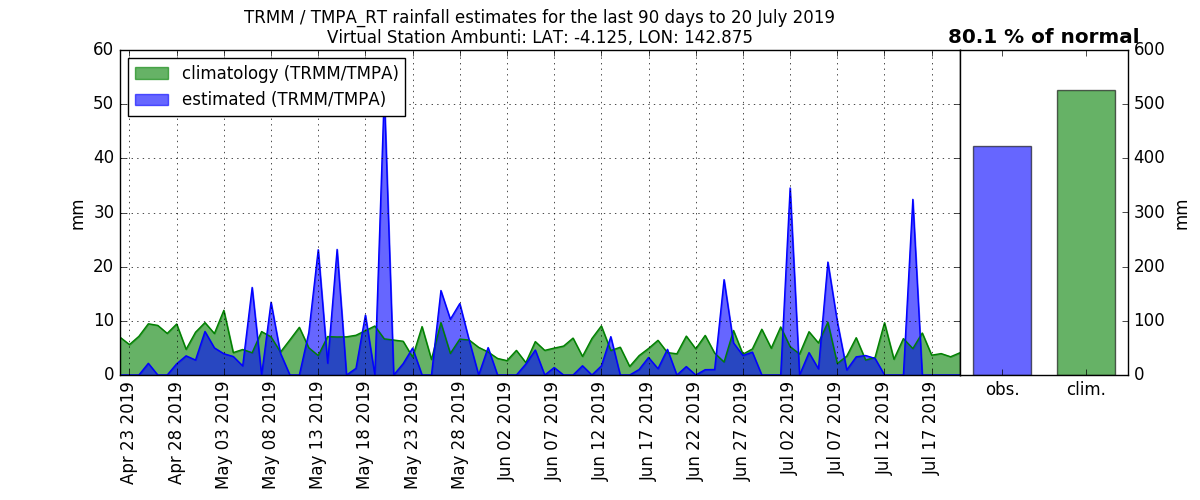 TRMM / TMPA_RT rainfall estimates for the last 90 days to 20 July 2019
Virtual Station Ambunti: LAT: -4.125, LON: 142.875
80.1 % of normal
climatology (TRMM/TMPA)
estimated (TRMM/TMPA)
60
50
40
30
20
10
0
mm
Apr 23 2019
Apr 28 2019
May 03 2019
May 08 2019
May 13 2019
May 18 2019
May 23 2019
May 28 2019
Jun 02 2019
Jun 07 2019
Jun 12 2019
Jun 17 2019
Jun 22 2019
Jun 27 2019
Jul 02 2019
Jul 07 2019
Jul 12 2019
Jul 17 2019
obs.
clim.
600
500
400
300
200
100
0
mm